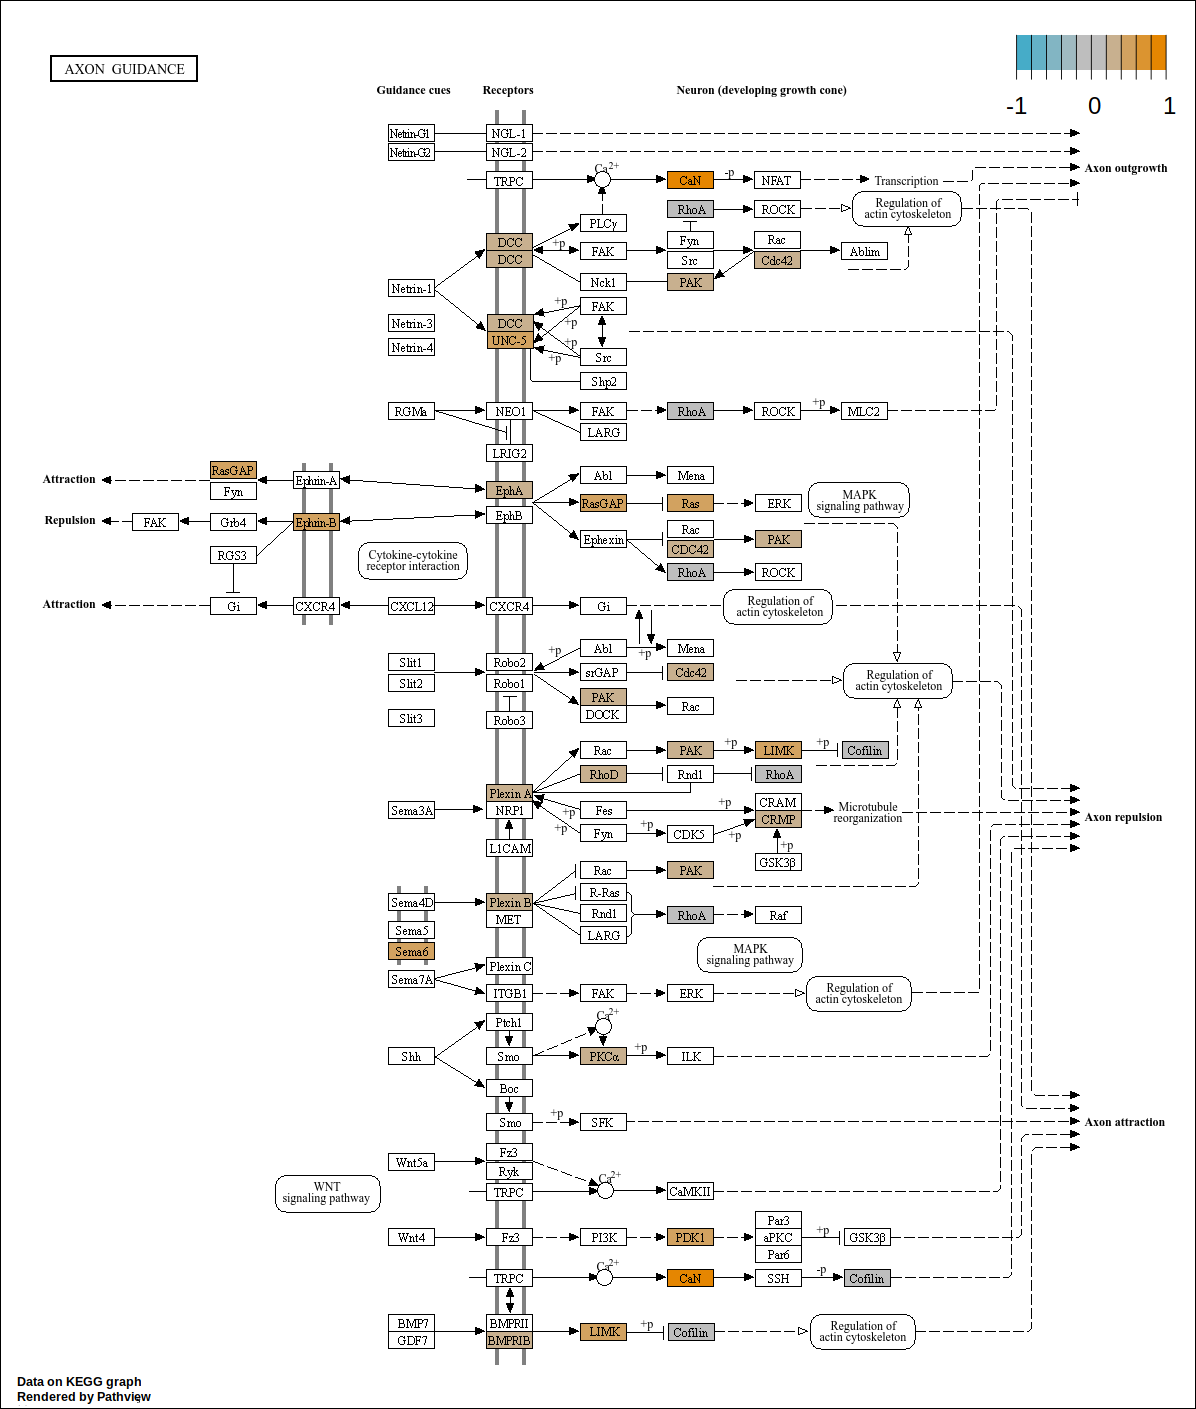 AXON GUIDANCE
-1 0 1
Guidance cues Receptors Neuron (developing growth cone)
Netrin-G1 NGL-1
Netrin-G2 NGL-2
Axon outgrowth
TRPC Ca2+ CaN -p NFAT Transcription
PLCγ RhoA ROCK Regulation of
actin cytoskeleton
DCC +p FAK Fyn Rac Ablim
DCC Src Cdc42
Netrin-1 Nck1 PAK
FAK +p
Netrin-3 DCC +p
Netrin-4 UNC-5 +p
+p Src
Shp2
RGMa NEO1 FAK RhoA ROCK +p MLC2
LARG
LRIG2
Attraction RasGAP Ephrin-A Abl Mena
Fyn EphA RasGAP Ras ERK MAPK
signaling pathway
Repulsion FAK Grb4 Ephrin-B EphB Ephexin Rac PAK
CDC42
RGS3 Cytokine-cytokine
receptor interaction RhoA ROCK
Attraction Gi CXCR4 CXCL12 CXCR4 Gi Regulation of
actin cytoskeleton
Abl +p +p Mena
Slit1 Robo2 srGAP Cdc42 Regulation of
actin cytoskeleton
Slit2 Robo1 PAK
DOCK Rac
Slit3 Robo3
Rac PAK +p LIMK +p Cofilin
RhoD Rnd1 RhoA
Plexin A
Sema3A NRP1 +p Fes +p CRAM Microtubule
reorganization
CRMP
Axon repulsion
+p Fyn +p CDK5 +p
L1CAM +p
GSK3β
Rac PAK
Sema4D Plexin B R-Ras
MET Rnd1 RhoA Raf
Sema5 LARG
Sema6 MAPK
signaling pathway
Sema7A Plexin C
ITGB1 FAK ERK Regulation of
actin cytoskeleton
Ptch1 Ca2+
Shh Smo PKCα +p ILK
Boc
Smo +p SFK
Axon attraction
Wnt5a Fz3
Ryk Ca2+
WNT
signaling pathway
TRPC CaMKII
Wnt4 Fz3 PI3K PDK1 Par3
aPKC +p GSK3β
Par6
TRPC Ca2+ CaN SSH -p Cofilin
BMP7 BMPRII
GDF7 BMPRIB LIMK +p Cofilin Regulation of
actin cytoskeleton
Data on KEGG graph
Rendered by Pathview